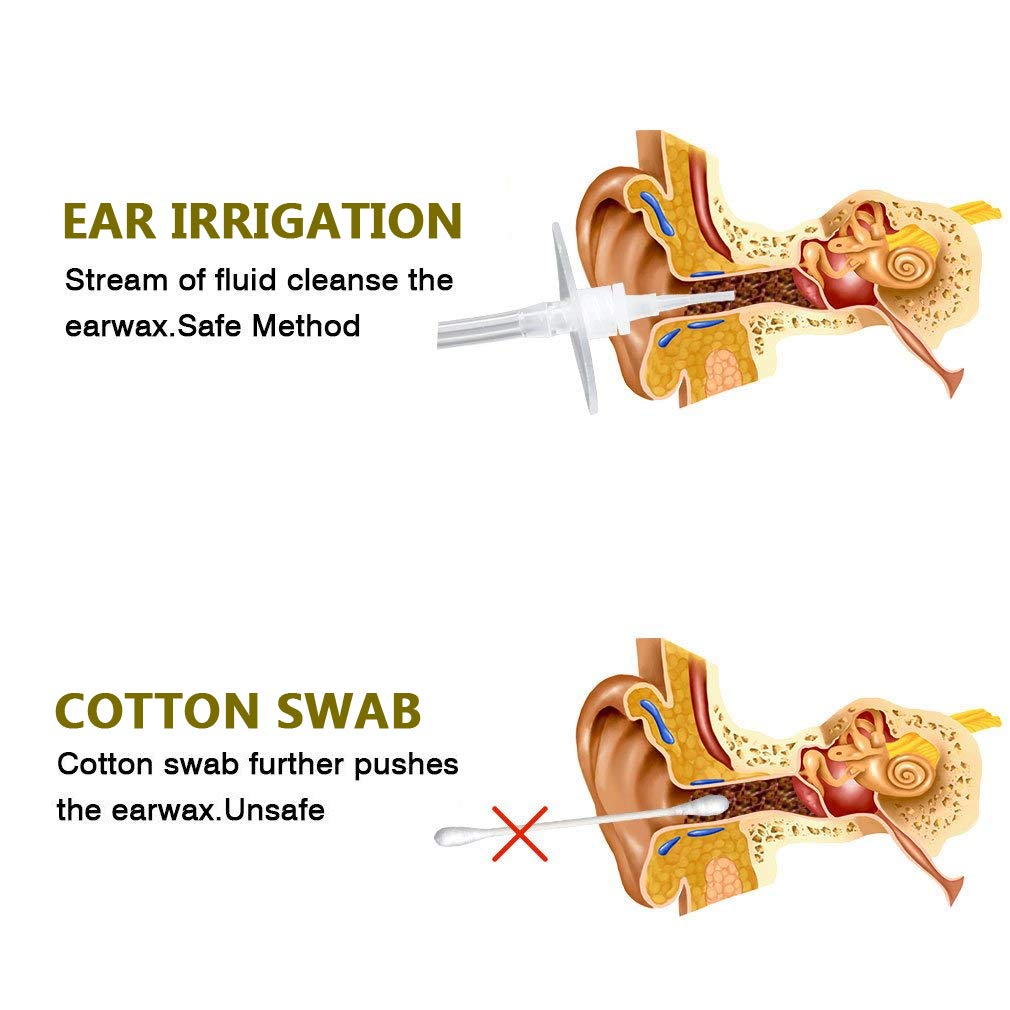 EAR IRRIGATION
Stream of fluid cleanse the
earwax.Safe Method
COTTON SWAB
Cotton swab further pushes
the earwax.Unsafe